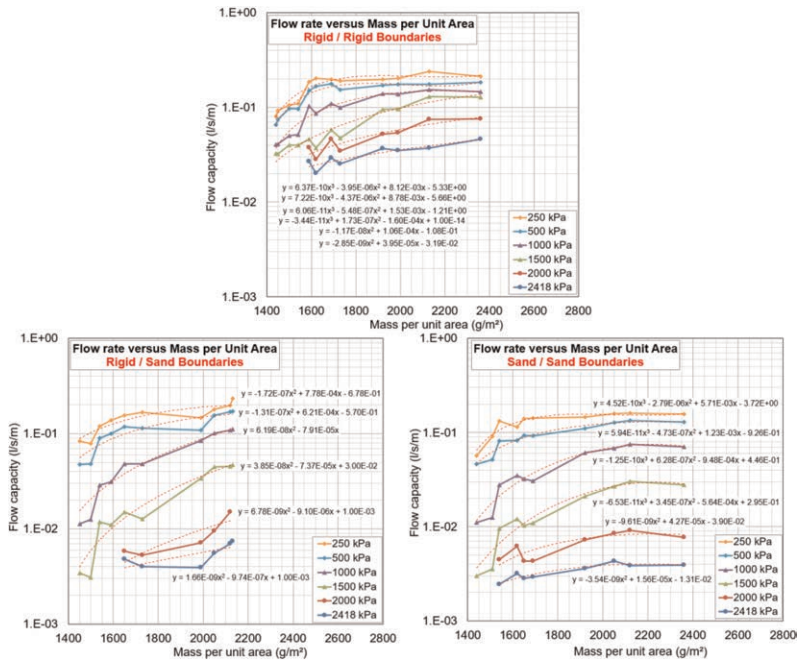 Flow rate versus Mass per Unit Area
Rigid / Rigid Boundaries
1.E+00
1.E-01
1.E-02
1.E-03
Flow capacity (l/s/m)
y = 6.37E-10x³ - 3.95E-06x² + 8.12E-03x - 5.33E+00
y = 7.22E-10x³ - 4.37E-06x² + 8.78E-03x - 5.66E+00
y = 6.06E-11x³ - 5.48E-07x² + 1.53E-03x - 1.21E+00
y = -3.44E-11x³ + 1.73E-07x² - 1.60E-04x + 1.00E-14
y = -1.17E-08x² + 1.06E-04x - 1.08E-01
y = -2.85E-09x² + 3.95E-05x - 3.19E-02
250 kPa
500 kPa
1000 kPa
1500 kPa
2000 kPa
2418 kPa
1400 1600 1800 2000 2200 2400 2600 2800
Mass per unit area (g/m²)
Flow rate versus Mass per Unit Area
Rigid / Sand Boundaries
1.E+00
1.E-01
1.E-02
1.E-03
Flow capacity (l/s/m)
y = -1.72E-07x² + 7.78E-04x - 6.78E-01
y = -1.31E-07x² + 6.21E-04x - 5.70E-01
y = 6.19E-08x² - 7.91E-05x
y = 3.85E-08x² - 7.37E-05x + 3.00E-02
y = 6.78E-09x² - 9.10E-06x + 1.00E-03
y = 1.66E-09x² - 9.74E-07x + 1.00E-03
250 kPa
500 kPa
1000 kPa
1500 kPa
2000 kPa
2418 kPa
1400 1600 1800 2000 2200 2400 2600 2800
Mass per unit area (g/m²)
Flow rate versus Mass per Unit Area
Sand / Sand Boundaries
1.E+00
1.E-01
1.E-02
1.E-03
Flow capacity (l/s/m)
y = 4.52E-10x³ - 2.79E-06x² + 5.71E-03x - 3.72E+00
y = 5.94E-11x³ - 4.73E-07x² + 1.23E-03x - 9.26E-01
y = -1.25E-10x³ + 6.28E-07x² - 9.48E-04x + 4.46E-01
y = -6.53E-11x³ + 3.45E-07x² - 5.64E-04x + 2.95E-01
y = -9.61E-09x² + 4.27E-05x - 3.90E-02
y = -3.54E-09x² + 1.56E-05x - 1.31E-02
250 kPa
500 kPa
1000 kPa
1500 kPa
2000 kPa
2418 kPa
1400 1600 1800 2000 2200 2400 2600 2800
Mass per unit area (g/m²)